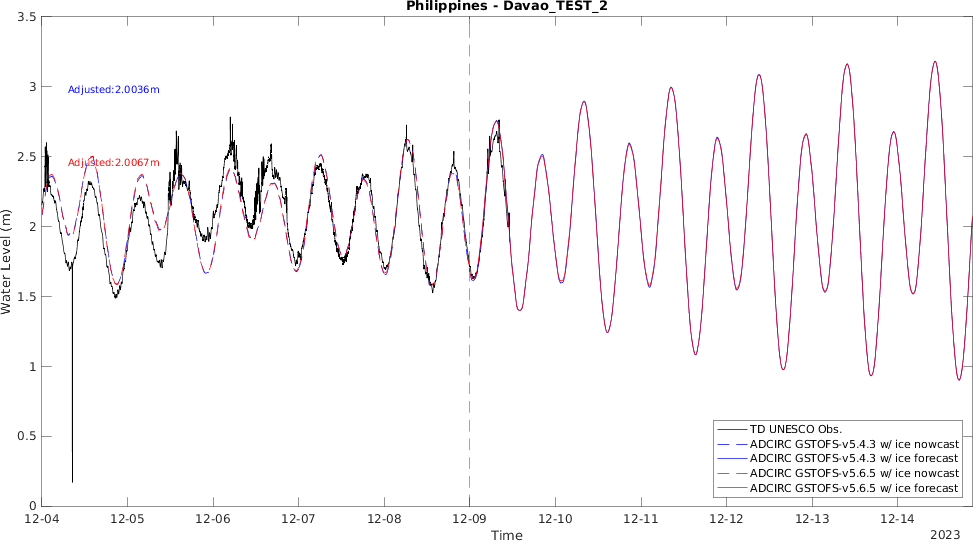 Philippines - Davao_TEST_2
3.5
3
2.5
2
1.5
1
0.5
0
Water Level (m)
Adjusted:2.0036m
Adjusted:2.0067m
TD UNESCO Obs.
ADCIRC GSTOFS-v5.4.3 w/ ice nowcast
ADCIRC GSTOFS-v5.4.3 w/ ice forecast
ADCIRC GSTOFS-v5.6.5 w/ ice nowcast
ADCIRC GSTOFS-v5.6.5 w/ ice forecast
12-04 12-05 12-06 12-07 12-08 12-09 12-10 12-11 12-12 12-13 12-14
Time
2023